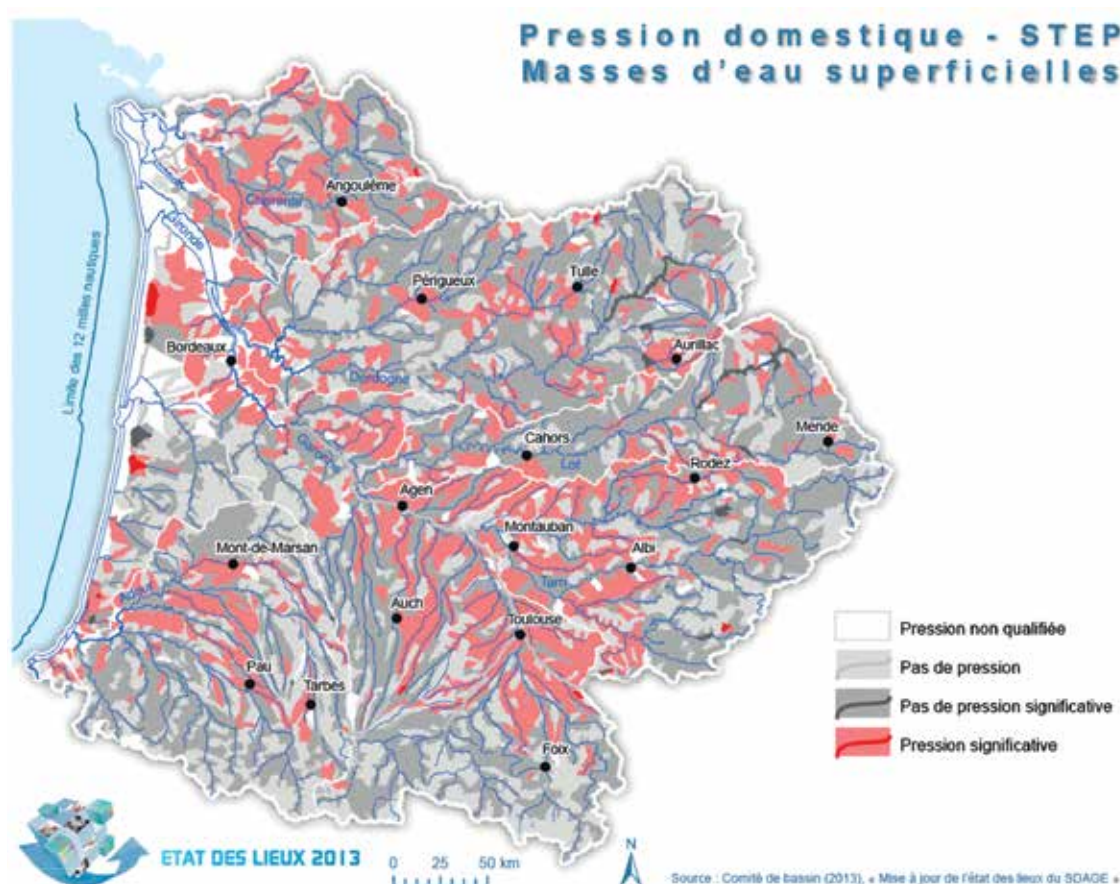 Pression domestique - STEP
Masses d'eau superficielles
Limite des 12 milles nautiques
Angoulême
Charente
Gironde
Périgueux
Tulle
Bordeaux
Aurillac
Dordogne
Mende
Cahors
Garonne
Lot
Rodez
Agen
Montauban
Mont-de-Marsan
Albi
Adour
Tarn
Auch
Toulouse
Pau
Tarbes
Foix
Pression non qualifiée
Pas de pression
Pas de pression significative
Pression significative
ETAT DES LIEUX 2013
0 25 50 km
N
Source : Comité de bassin (2013), « Mise à jour de l'état des lieux du SDAGE »